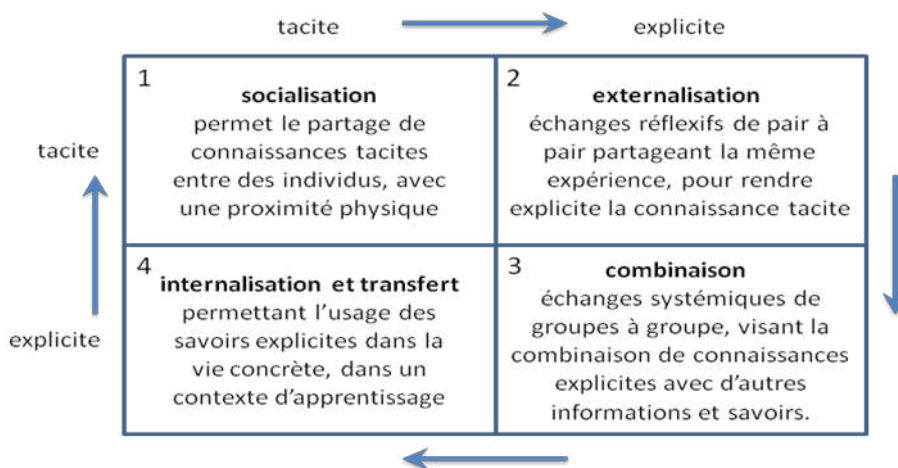 tacite
explicite
tacite
explicite
1
socialisation
permet le partage de
connaissances tacites
entre des individus, avec
une proximité physique
2
externalisation
échanges réflexifs de pair à
pair partageant la même
expérience, pour rendre
explicite la connaissance tacite
4
internalisation et transfert
permettant l’usage des
savoirs explicites dans la
vie concrète, dans un
contexte d’apprentissage
3
combinaison
échanges systémiques de
groupes à groupe, visant la
combinaison de connaissances
explicites avec d’autres
informations et savoirs.